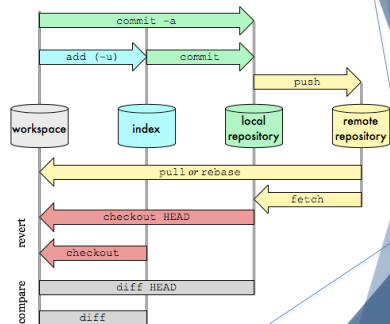 commit -a
add (-u)
commit
push
workspace
index
local
repository
remote
repository
pull or rebase
fetch
revert
checkout HEAD
checkout
compare
diff HEAD
diff